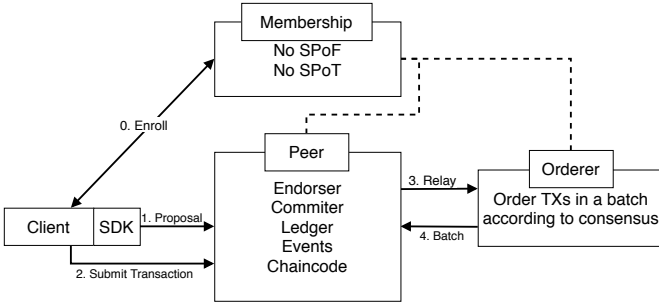 Membership
No SPoF
No SPoT
0. Enroll
Peer
Endorser
Commiter
Ledger
Events
Chaincode
3. Relay
4. Batch
Orderer
Order TXs in a batch
according to consensus
Client
SDK
1. Proposal
2. Submit Transaction